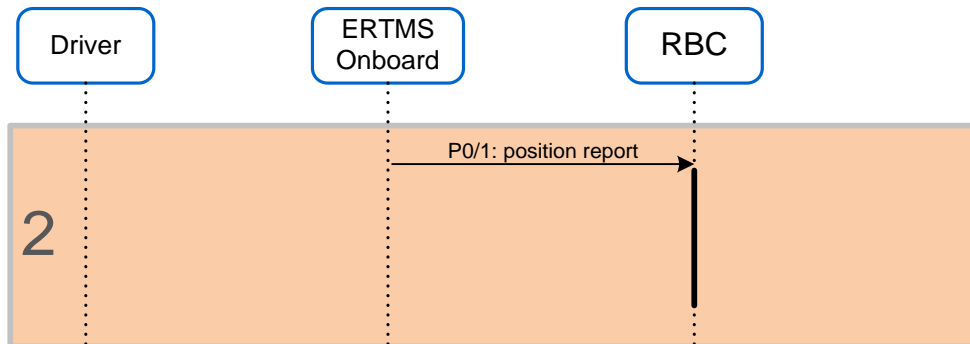 Driver
ERTMS
Onboard
RBC
P0/1: position report
2